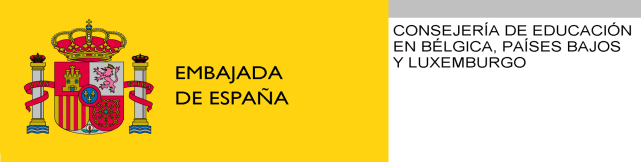 EMBAJADA
DE ESPAÑA
CONSEJERÍA DE EDUCACIÓN
EN BÉLGICA, PAÍSES BAJOS
Y LUXEMBURGO